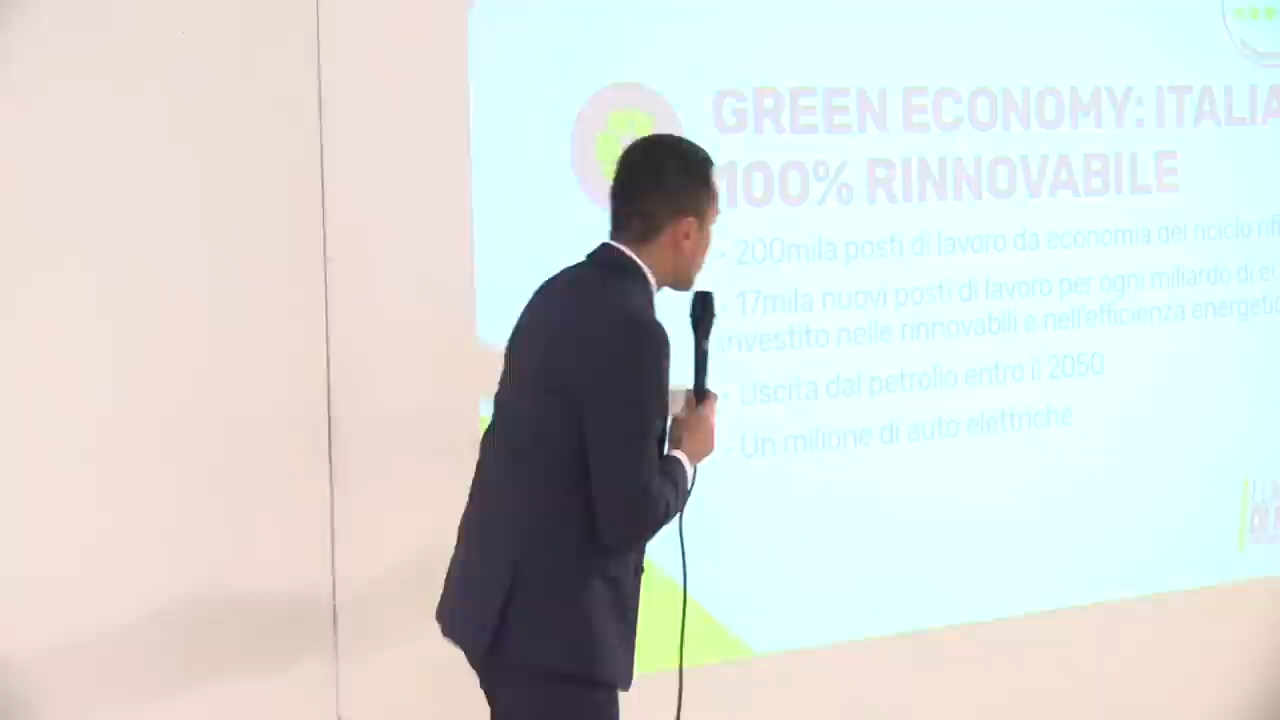 GREEN ECONOMY: ITALIA
100% RINNOVABILE
- 200mila posti di lavoro da economia del riciclo
- 17mila nuovi posti di lavoro per ogni miliardo di
investito nelle rinnovabili e nell'efficienza
- Uscita dal petrolio entro il 2050
- Un milione di auto elettriche